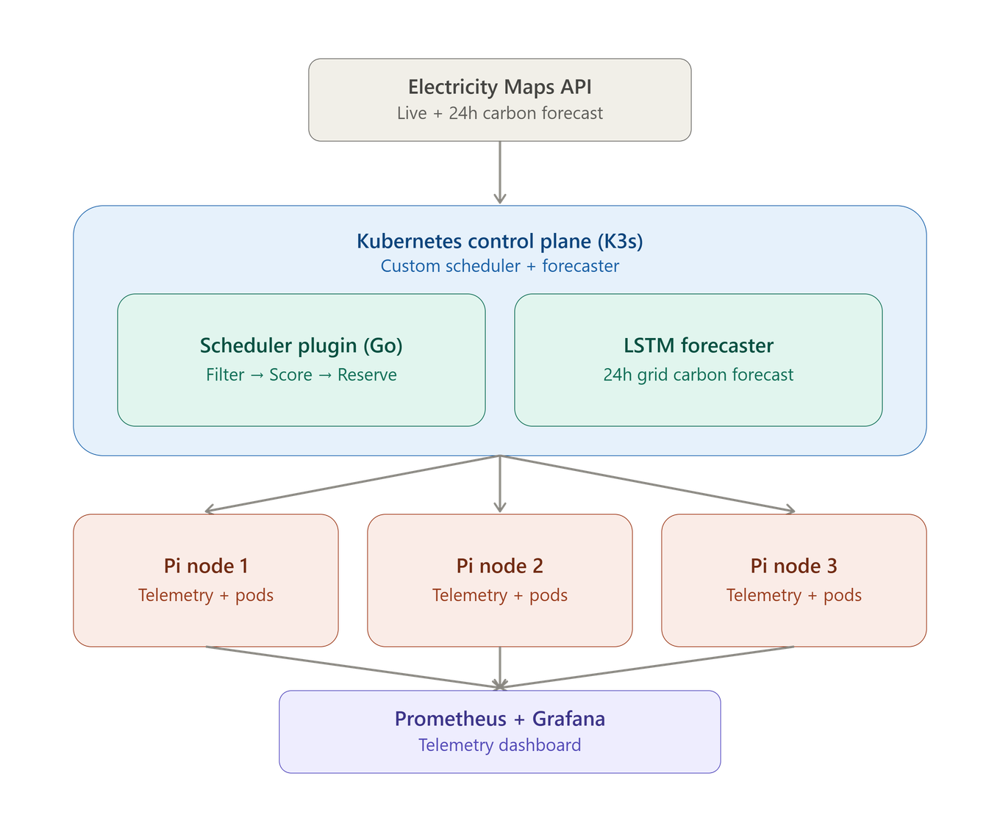 Electricity Maps API
Live + 24h carbon forecast
Kubernetes control plane (K3s)
Custom scheduler + forecaster
Scheduler plugin (Go)
Filter → Score → Reserve
LSTM forecaster
24h grid carbon forecast
Pi node 1
Telemetry + pods
Pi node 2
Telemetry + pods
Pi node 3
Telemetry + pods
Prometheus + Grafana
Telemetry dashboard